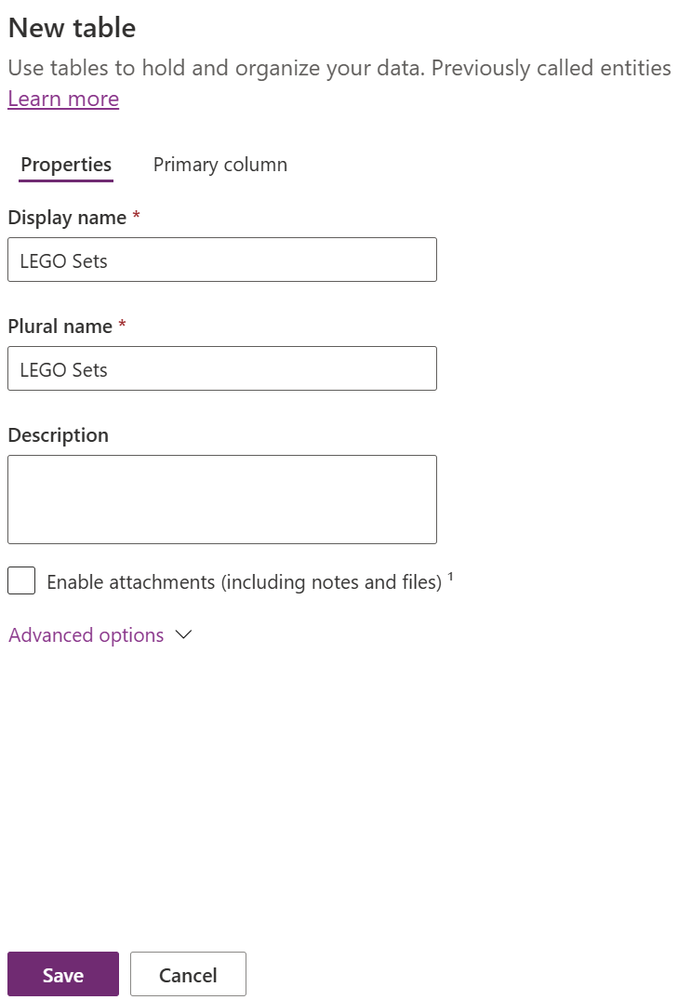 New table
Use tables to hold and organize your data. Previously called entities
Learn more
Properties Primary column
Display name *
LEGO Sets
Plural name *
LEGO Sets
Description
Enable attachments (including notes and files) ¹
Advanced options
Save Cancel